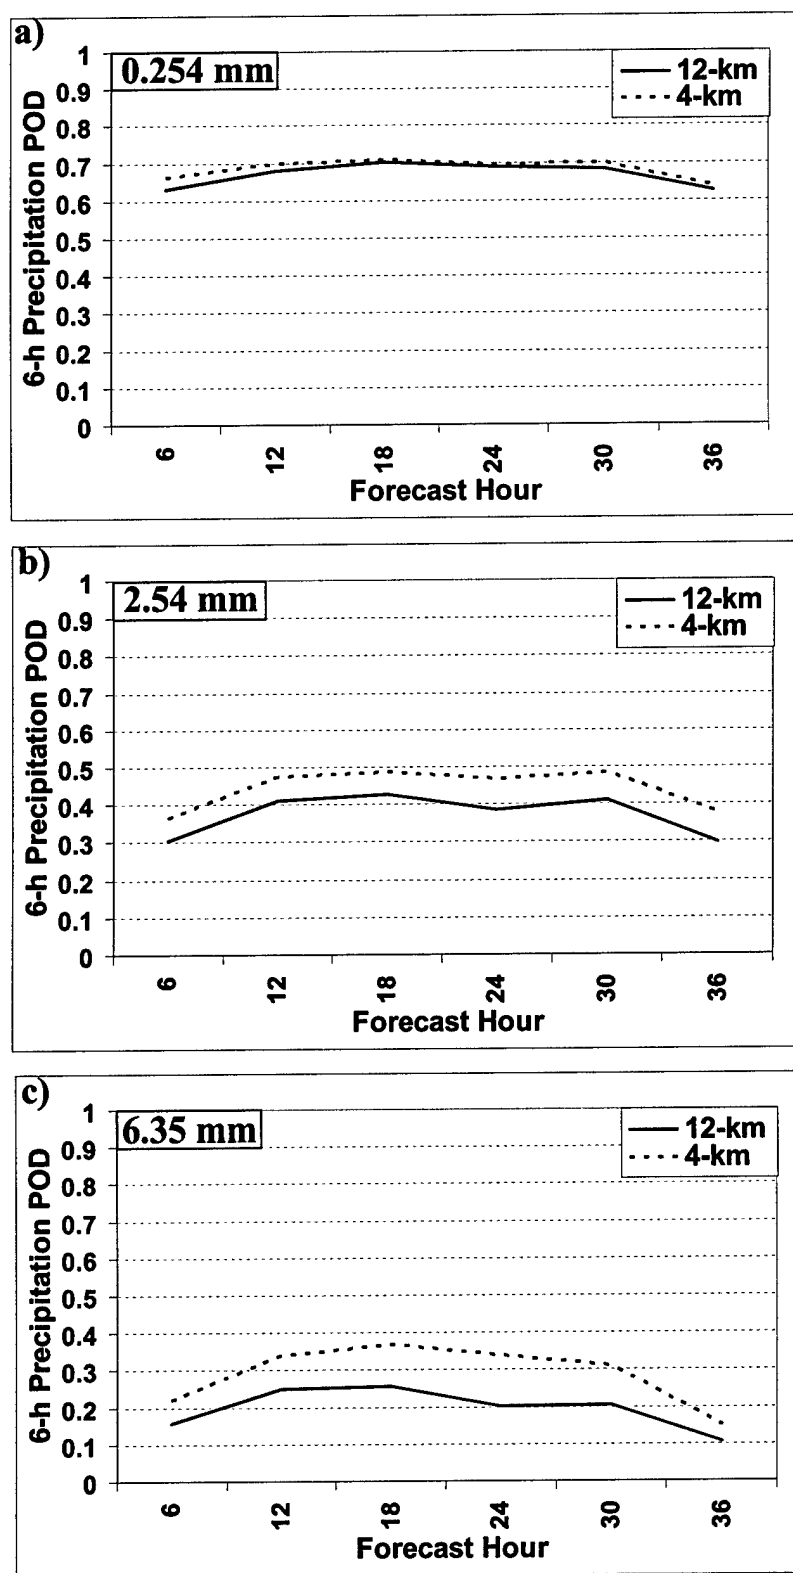 a)
0.254 mm
12-km
4-km
6-h Precipitation POD
1
0.9
0.8
0.7
0.6
0.5
0.4
0.3
0.2
0.1
0
6 12 18 24 30 36
Forecast Hour
b)
2.54 mm
12-km
4-km
6-h Precipitation POD
1
0.9
0.8
0.7
0.6
0.5
0.4
0.3
0.2
0.1
0
6 12 18 24 30 36
Forecast Hour
c)
6.35 mm
12-km
4-km
6-h Precipitation POD
1
0.9
0.8
0.7
0.6
0.5
0.4
0.3
0.2
0.1
0
6 12 18 24 30 36
Forecast Hour